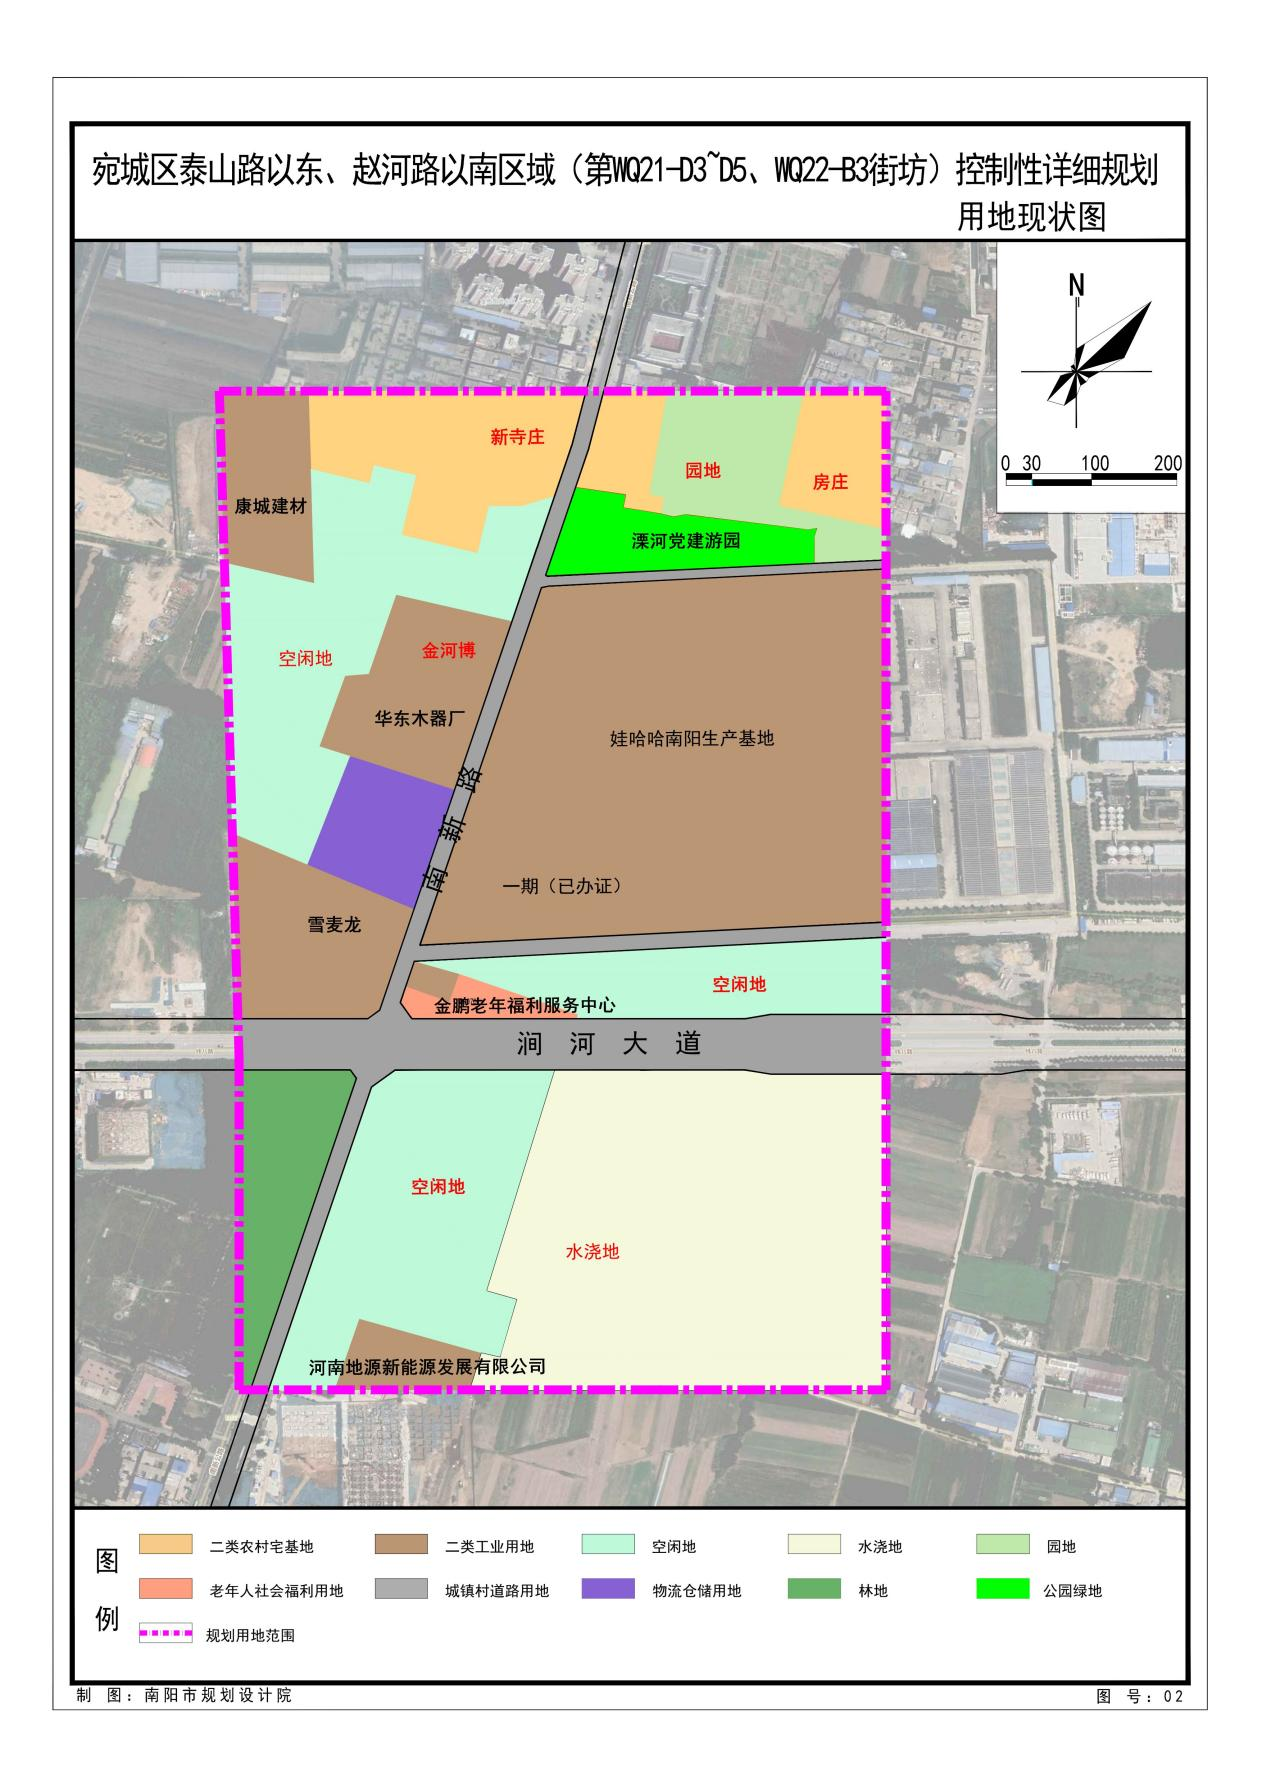 宛城区泰山路以东、赵河路以南区域（第WQ21-D3~D5、WQ22-B3街坊）控制性详细规划
用地现状图
N
0 30 100 200
新寺庄
园地
房庄
康城建材
溧河党建游园
空闲地
金河博
华东木器厂
娃哈哈南阳生产基地
南新路
一期（已办证）
雪麦龙
空闲地
金鹏老年福利服务中心
涧河大道
空闲地
水浇地
河南地源新能源发展有限公司
图例
二类农村宅基地 二类工业用地 空闲地 水浇地 园地
老年人社会福利用地 城镇村道路用地 物流仓储用地 林地 公园绿地
规划用地范围
制 图：南阳市规划设计院
图 号：02